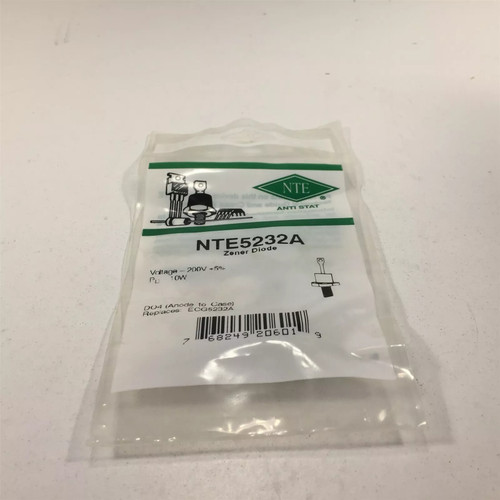 NTE
®
ANTI STAT
NTE5232A
Zener Diode
Voltage – 200V ±5%
10W
DO4 (Anode to Case)
Replaces: ECG5232A
7 68249 20601 9